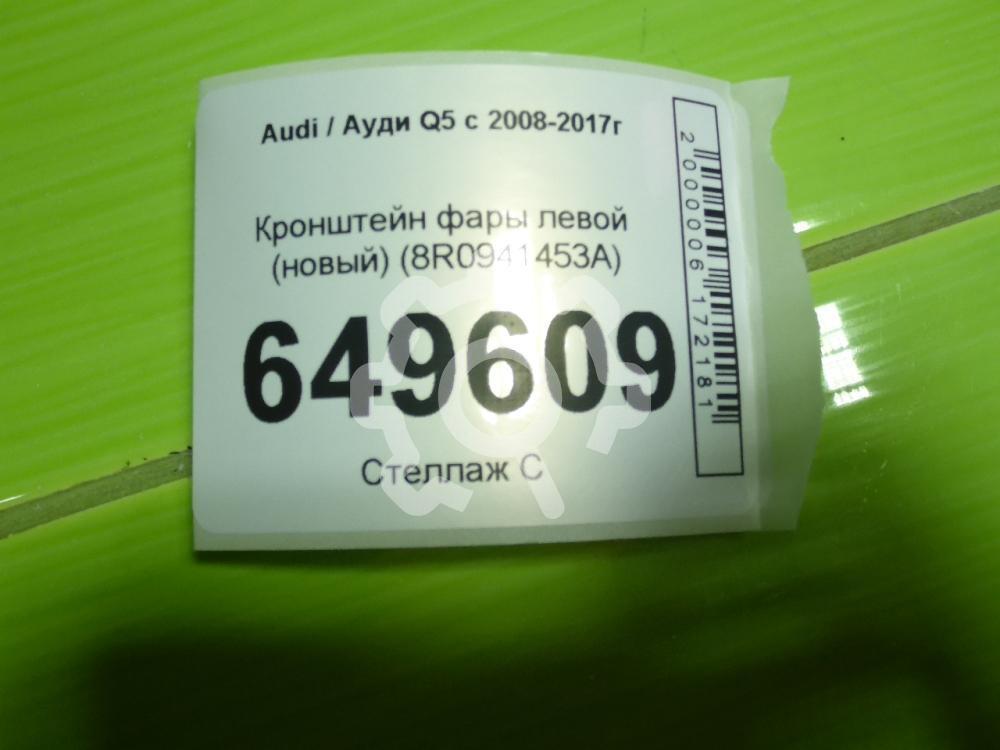 Audi / Ауди Q5 с 2008-2017г
Кронштейн фары левой
(новый) (8R0941453A)
649609
Стеллаж С
2000006172181